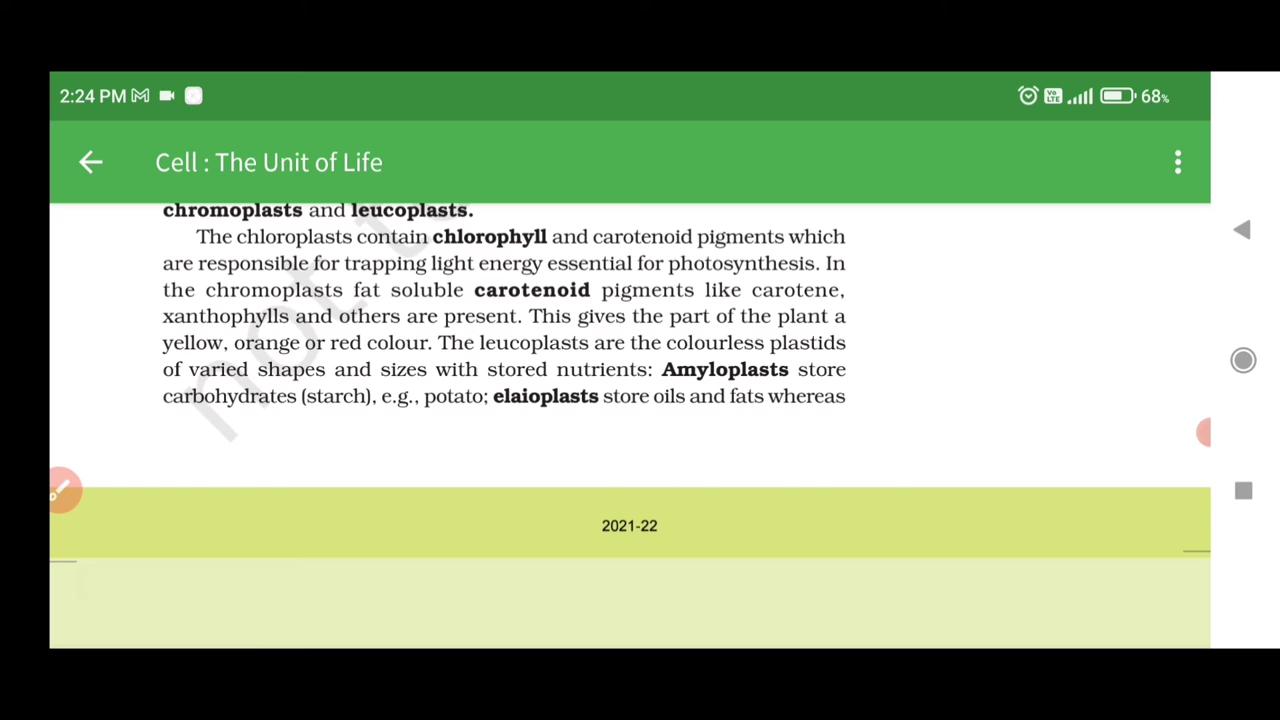 2:24 PM
Vo LTE 68%
Cell : The Unit of Life
chromoplasts and leucoplasts.
The chloroplasts contain chlorophyll and carotenoid pigments which
are responsible for trapping light energy essential for photosynthesis. In
the chromoplasts fat soluble carotenoid pigments like carotene,
xanthophylls and others are present. This gives the part of the plant a
yellow, orange or red colour. The leucoplasts are the colourless plastids
of varied shapes and sizes with stored nutrients: Amyloplasts store
carbohydrates (starch), e.g., potato; elaioplasts store oils and fats whereas
not t
2021-22